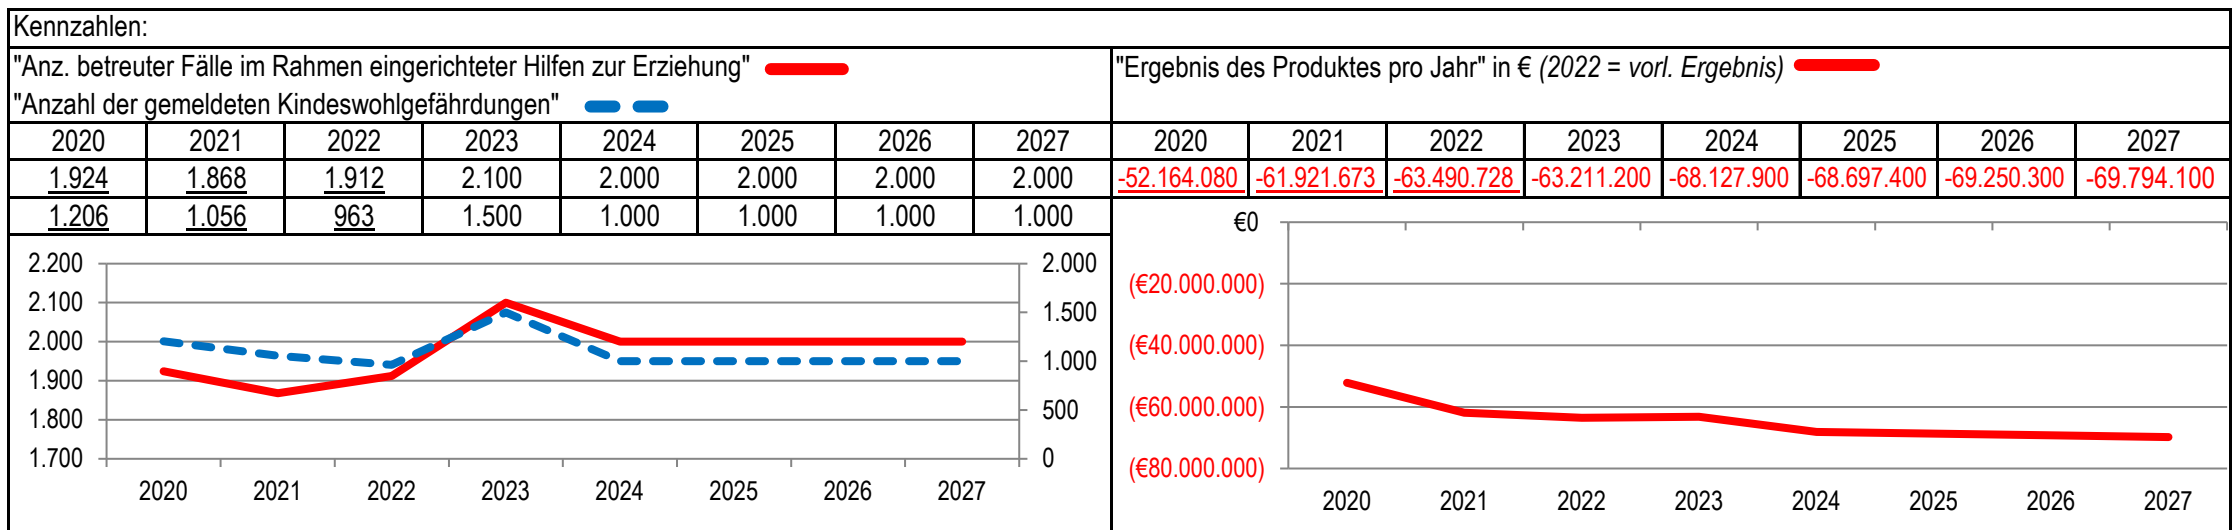 Kennzahlen:
"Anz. betreuter Fälle im Rahmen eingerichteter Hilfen zur Erziehung"
"Anzahl der gemeldeten Kindeswohlgefährdungen"
2020 2021 2022 2023 2024 2025 2026 2027
1.924 1.868 1.912 2.100 2.000 2.000 2.000 2.000
1.206 1.056 963 1.500 1.000 1.000 1.000 1.000
2.200
2.100
2.000
1.900
1.800
1.700
2.000
1.500
1.000
500
0
2020 2021 2022 2023 2024 2025 2026 2027
"Ergebnis des Produktes pro Jahr" in € (2022 = vorl. Ergebnis)
2020 2021 2022 2023 2024 2025 2026 2027
-52.164.080 -61.921.673 -63.490.728 -63.211.200 -68.127.900 -68.697.400 -69.250.300 -69.794.100
€0
(€20.000.000)
(€40.000.000)
(€60.000.000)
(€80.000.000)
2020 2021 2022 2023 2024 2025 2026 2027